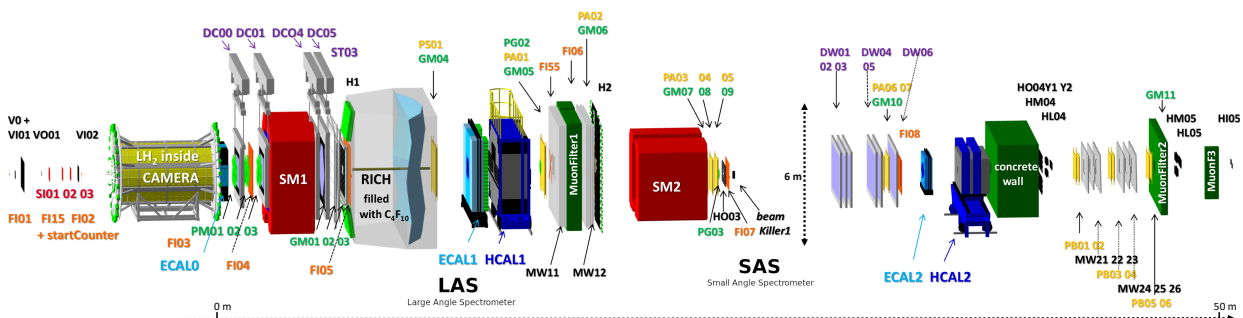 DC00 DC01 DC04 DC05
ST03
H1
PS01
GM04
PG02
PA01
GM05
FI55
FI06
PA02
GM06
H2
PA03 04 05
GM07 08 09
DW01
02 03
DW04
05
DW06
PA06 07
GM10
FI08
HO04Y1 Y2
HM04
HL04
GM11
HM05
HL05
HI05
V0 +
VI01 VO01 VI02
SI01 02 03
FI01 FI15 FI02
+ startCounter
LH2 inside
CAMERA
SM1
RICH
filled
with C4F10
MuonFilter1
SM2
6 m
concrete
wall
MuonFilter2
MuonF3
FI03
PM01 02 03
ECAL0
FI04
GM01 02 03
FI05
ECAL1
HCAL1
MW11
MW12
HO03
PG03
FI07
beam
Killer1
ECAL2
HCAL2
PB01 02
MW21 22 23
PB03 04
MW24 25 26
PB05 06
LAS
Large Angle Spectrometer
SAS
Small Angle Spectrometer
0 m
50 m